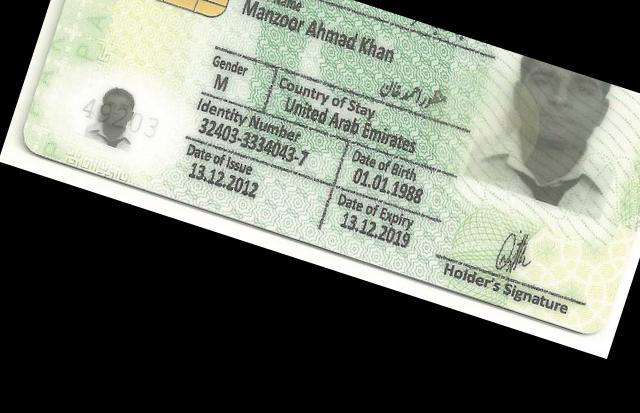 Name
Manzoor Ahmad Khan
منظور احمد خان
Gender
M
Country of Stay
United Arab Emirates
Identity Number
32403-3334043-7
Date of Birth
01.01.1988
Date of Issue
13.12.2012
Date of Expiry
13.12.2019
Holder's Signature